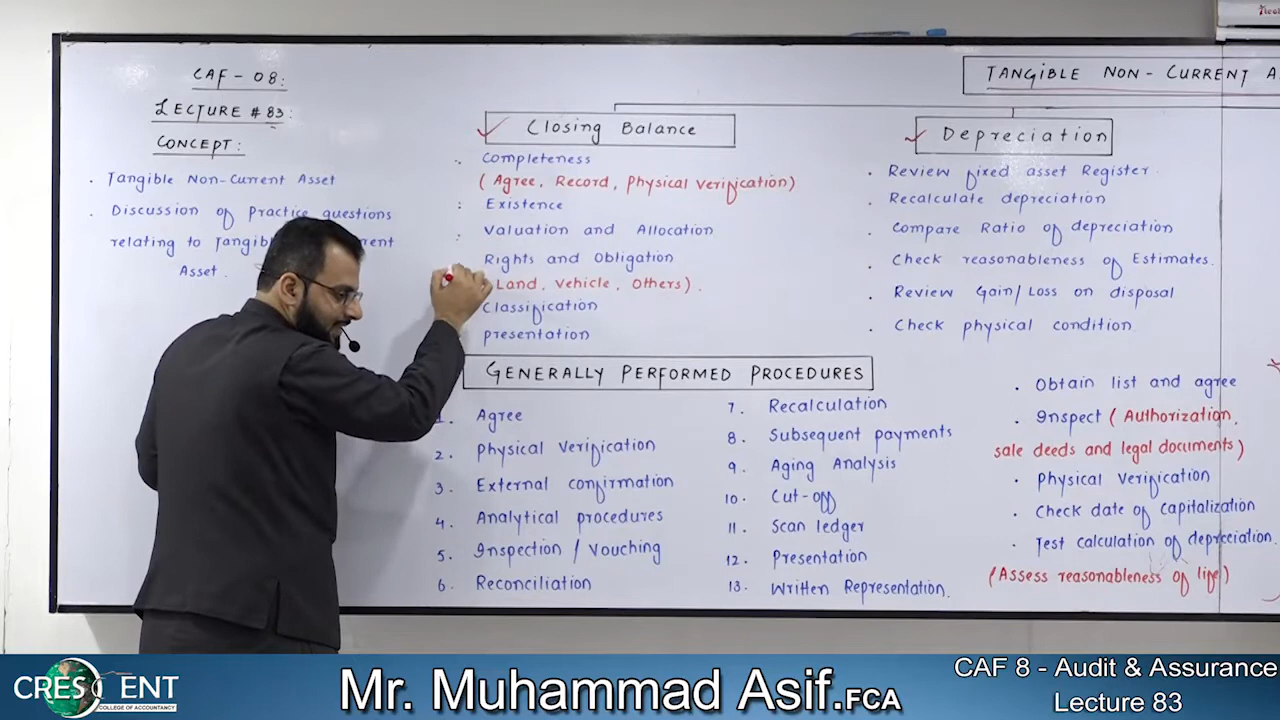 CAF - 08:
LECTURE # 83:
CONCEPT:
. Tangible Non-Current Asset
. Discussion of Practice questions
relating to Tangibl
Asset.
TANGIBLE NON-CURRENT A
✓ Closing Balance
Completeness
(Agree, Record, Physical verification)
: Existence
: Valuation and Allocation
Rights and Obligation
Land, Vehicle, Others).
Classification
presentation
✓ Depreciation
. Review fixed asset Register.
. Recalculate depreciation
. Compare Ratio of depreciation
. Check reasonableness of Estimates.
. Review Gain/Loss on disposal
. Check physical condition
GENERALLY PERFORMED PROCEDURES
1. Agree
2. Physical Verification
3. External confirmation
4. Analytical procedures
5. Inspection / Vouching
6. Reconciliation
7. Recalculation
8. Subsequent payments
9. Aging Analysis
10. Cut-off
11. Scan ledger
12. Presentation
13. Written Representation.
. Obtain list and agree
. Inspect (Authorization,
sale deeds and legal documents)
. Physical verification
. Check date of capitalization
. Test calculation of depreciation.
(Assess reasonableness of life)
CRESCENT
COLLEGE OF ACCOUNTANCY
Mr. Muhammad Asif.FCA
CAF 8 - Audit & Assurance
Lecture 83